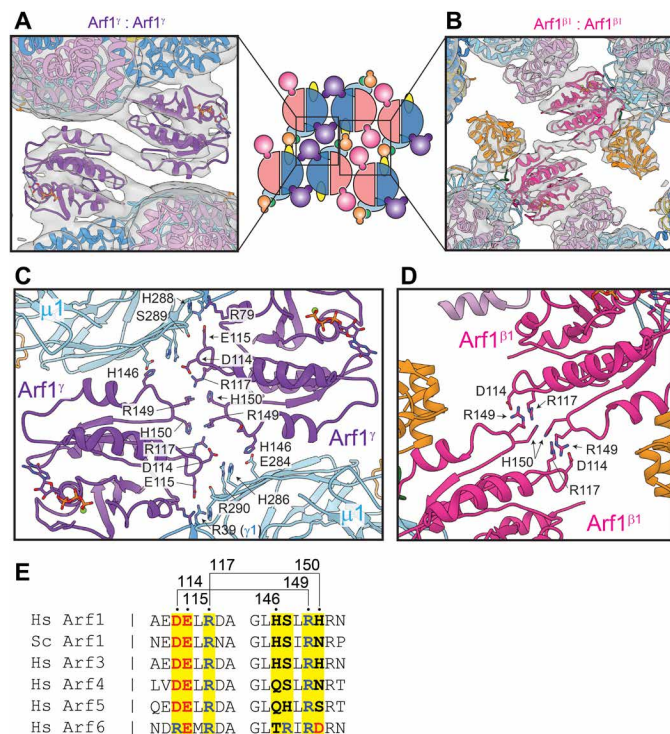 A
Arf1γ : Arf1γ
B
Arf1β1 : Arf1β1
C
μ1
H288
S289
R79
E115
D114
R117
H146
Arf1γ
H150
R149
R149
H150
Arf1γ
R117
D114
E115
H146
E284
H286
R290
R39 (γ1)
μ1
D
Arf1β1
D114
R117
R149
R149
H150
D114
R117
Arf1β1
E
117 150
114 149
115 146
Hs Arf1 | AEDELRDA GLHSLRHRN
Sc Arf1 | NEDELRNA GLHSIRNRP
Hs Arf3 | AEDELRDA GLHSLRHRN
Hs Arf4 | LVDELRDA GLQSLRNRT
Hs Arf5 | QEDELRDA GLQHLRSRT
Hs Arf6 | NDREMRDA GLTRIRDRN